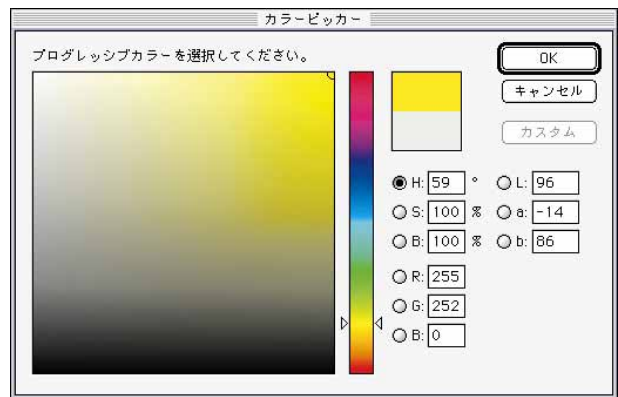 カラーピッカー
プログレッシブカラーを選択してください。
OK
キャンセル
カスタム
H: 59 ° L: 96
S: 100 % a: -14
B: 100 % b: 86
R: 255
G: 252
B: 0